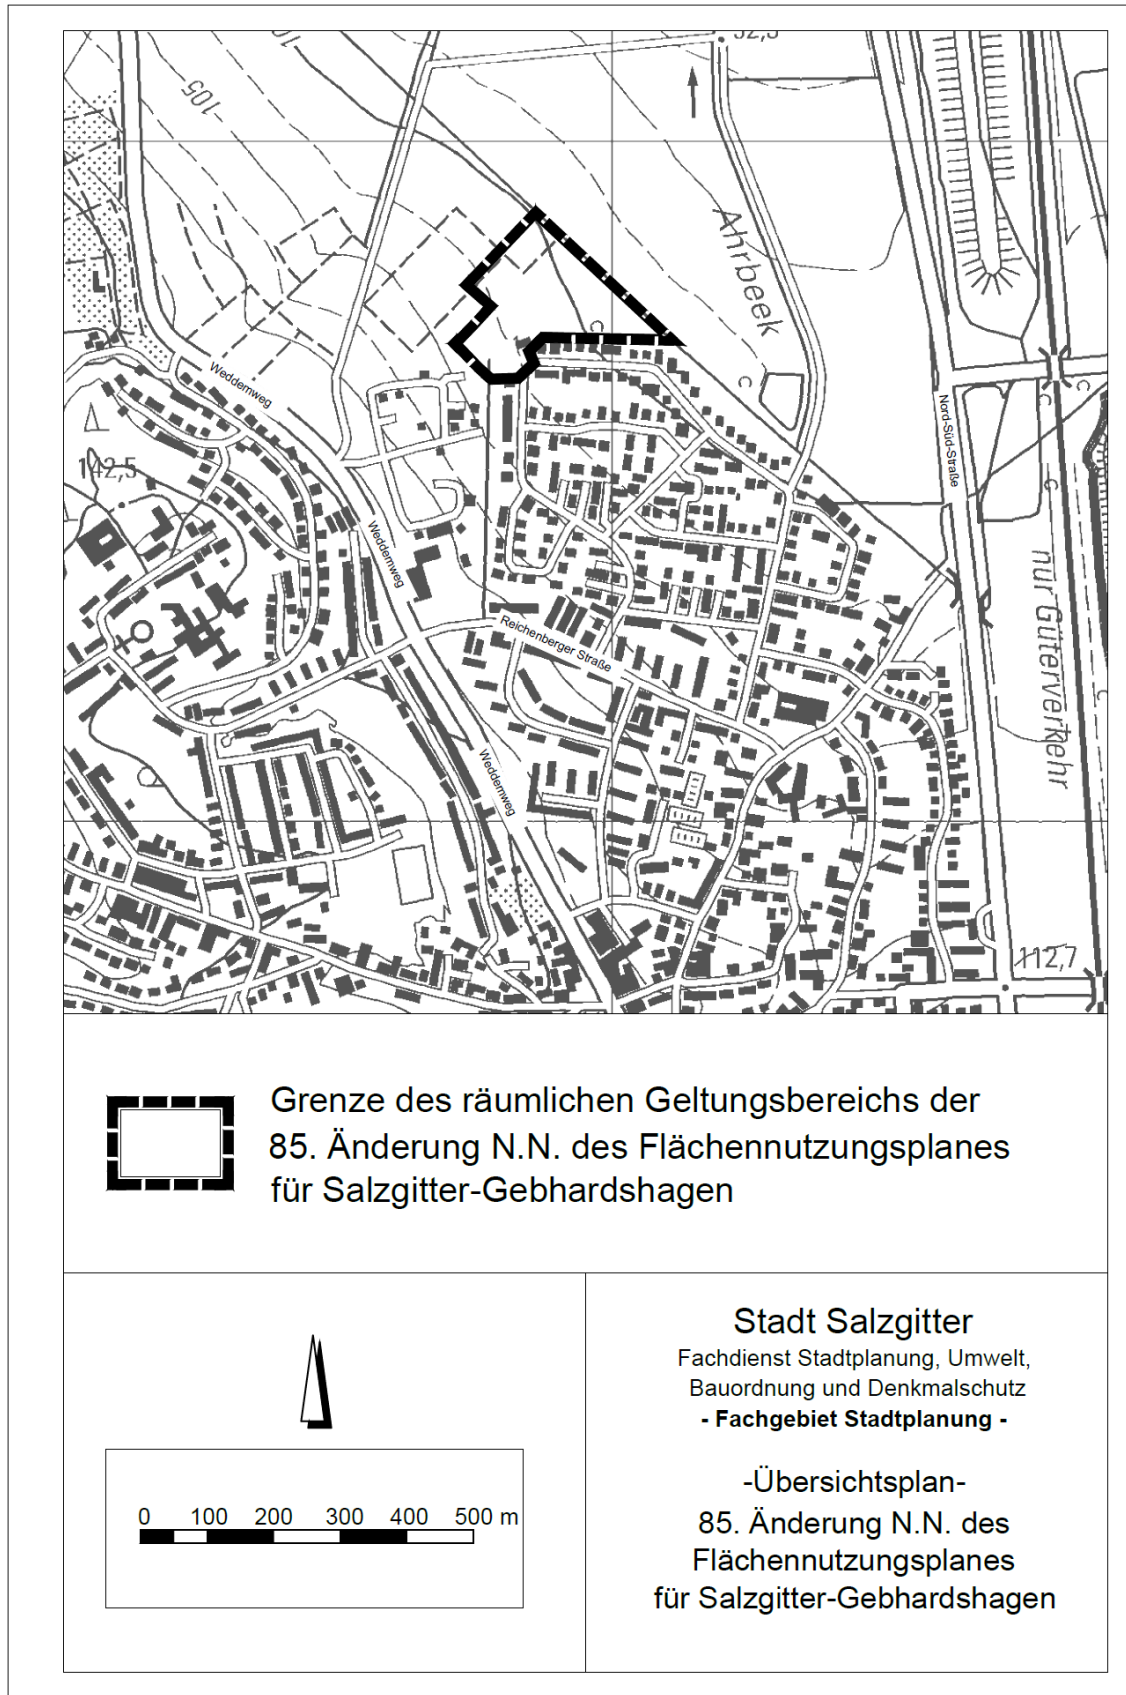 105
Ahrbeek
Weddemweg
142,5
Nord-Süd-Straße
Weddemweg
nur Güterverkehr
Reichenberger Straße
Weddemweg
112,7
Grenze des räumlichen Geltungsbereichs der
85. Änderung N.N. des Flächennutzungsplanes
für Salzgitter-Gebhardshagen
Stadt Salzgitter
Fachdienst Stadtplanung, Umwelt,
Bauordnung und Denkmalschutz
- Fachgebiet Stadtplanung -
-Übersichtsplan-
85. Änderung N.N. des
Flächennutzungsplanes
für Salzgitter-Gebhardshagen
0 100 200 300 400 500 m